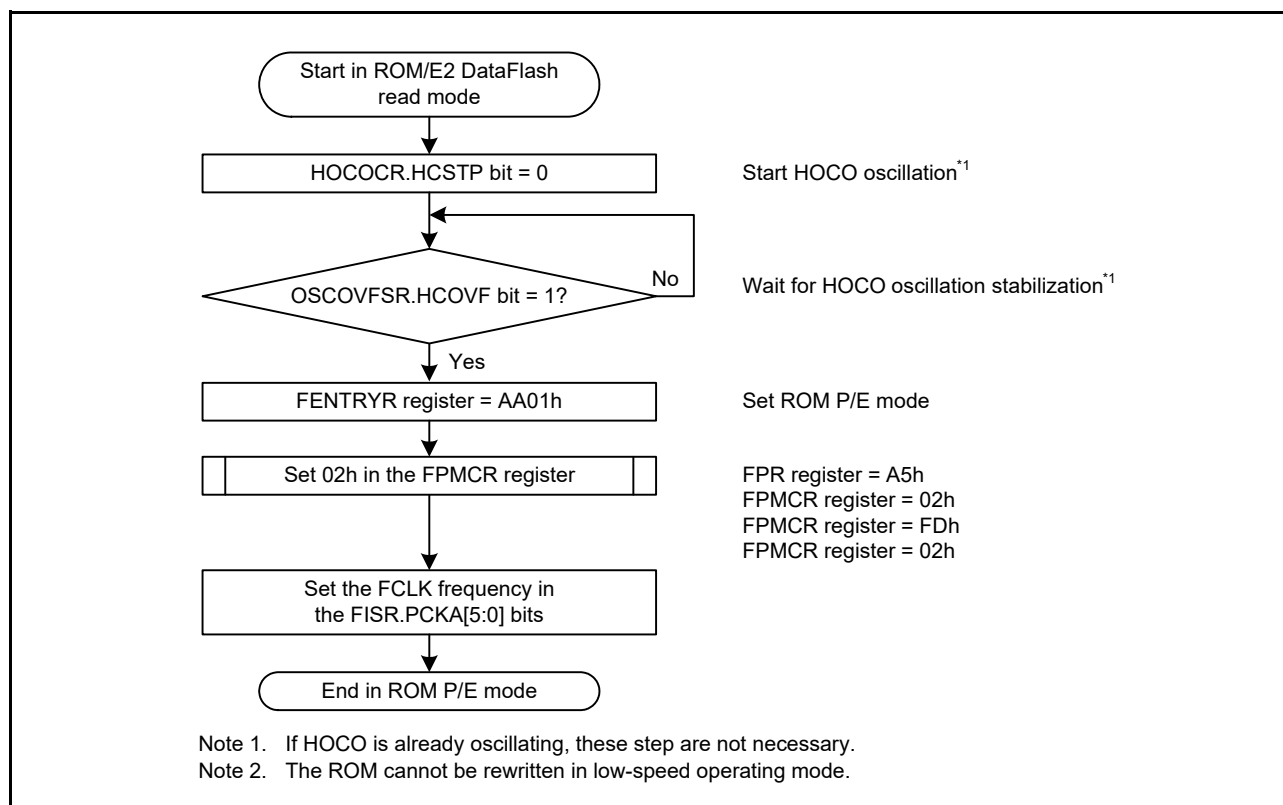 Start in ROM/E2 DataFlash
read mode
HOCOCR.HCSTP bit = 0
Start HOCO oscillation*1
OSCOVFSR.HCOVF bit = 1?
No
Wait for HOCO oscillation stabilization*1
Yes
FENTRYR register = AA01h
Set ROM P/E mode
Set 02h in the FPMCR register
FPR register = A5h
FPMCR register = 02h
FPMCR register = FDh
FPMCR register = 02h
Set the FCLK frequency in
the FISR.PCKA[5:0] bits
End in ROM P/E mode
Note 1. If HOCO is already oscillating, these step are not necessary.
Note 2. The ROM cannot be rewritten in low-speed operating mode.